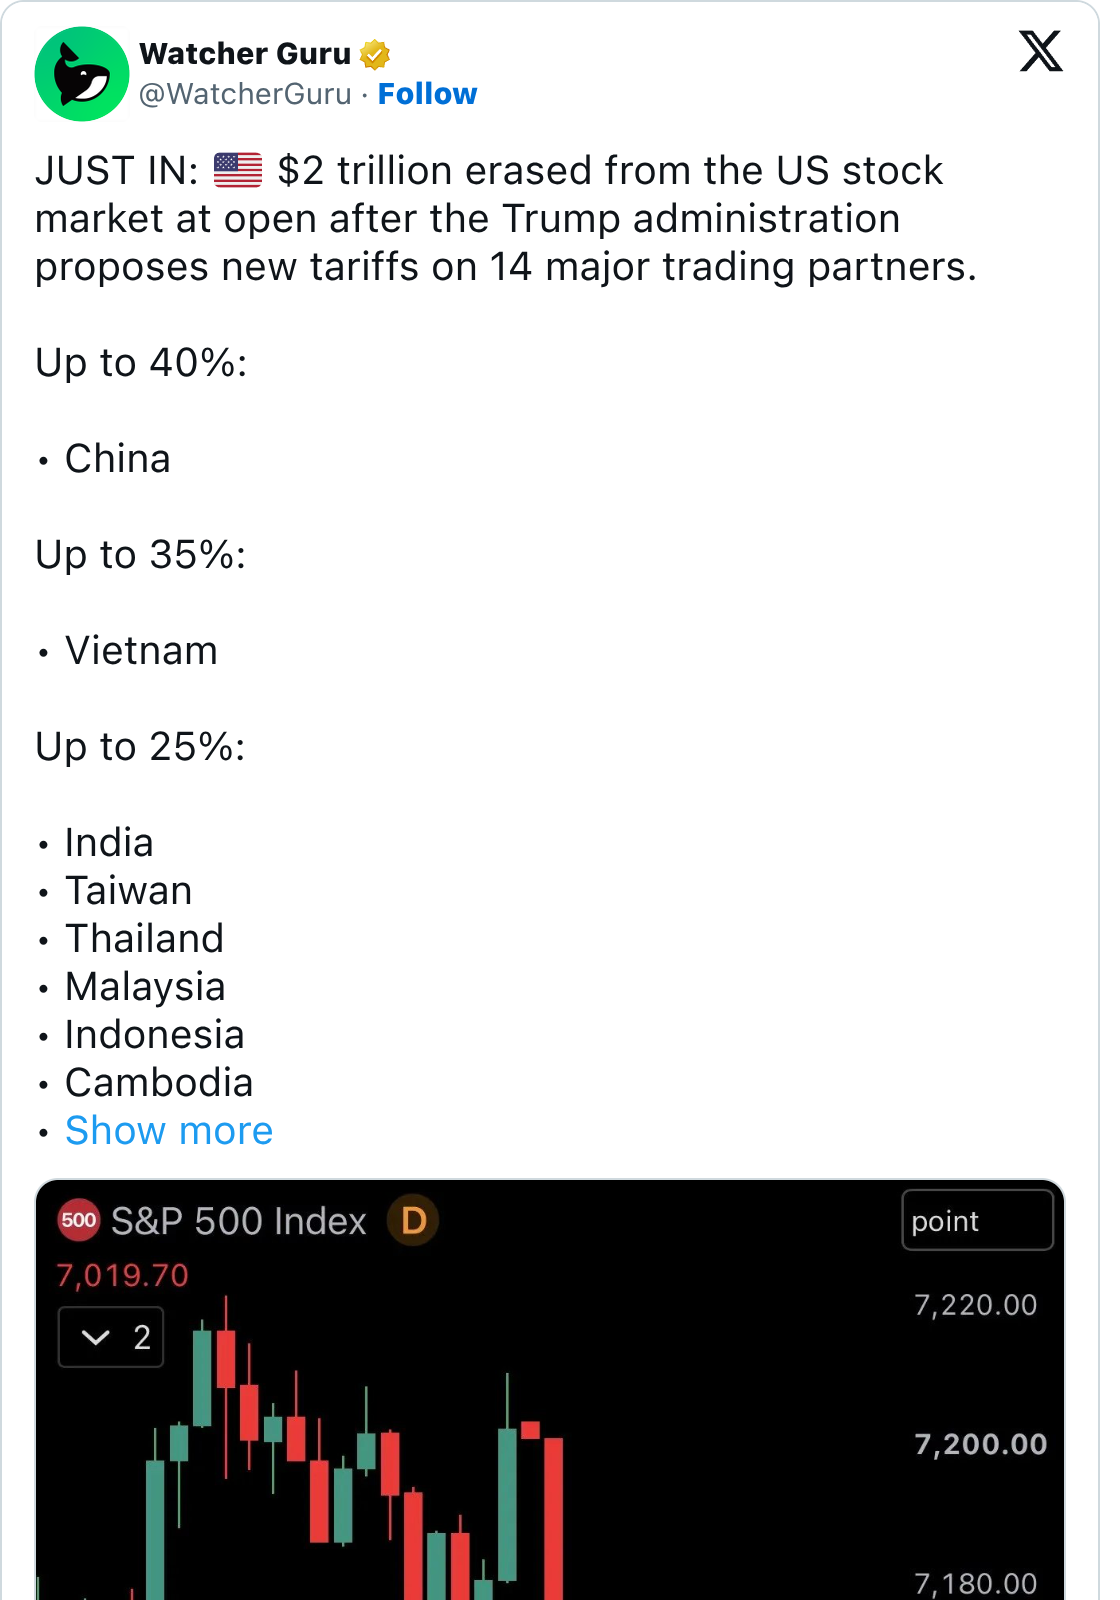 Watcher Guru
@WatcherGuru · Follow
JUST IN: 🇺🇸 $2 trillion erased from the US stock
market at open after the Trump administration
proposes new tariffs on 14 major trading partners.
Up to 40%:
• China
Up to 35%:
• Vietnam
Up to 25%:
• India
• Taiwan
• Thailand
• Malaysia
• Indonesia
• Cambodia
• Show more
500 S&P 500 Index D
point
7,019.70
7,220.00
2
7,200.00
7,180.00